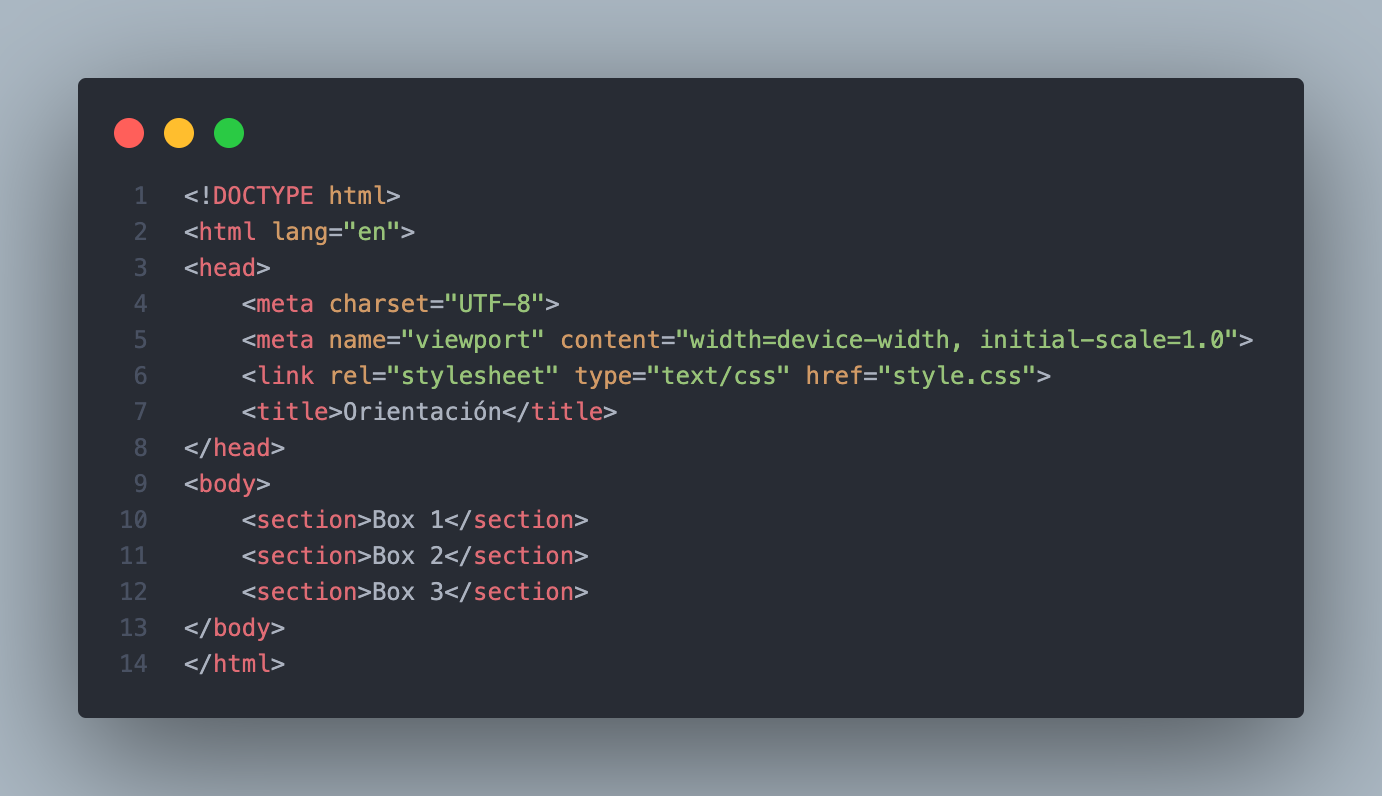 1 <!DOCTYPE html>
2 <html lang="en">
3 <head>
4     <meta charset="UTF-8">
5     <meta name="viewport" content="width=device-width, initial-scale=1.0">
6     <link rel="stylesheet" type="text/css" href="style.css">
7     <title>Orientación</title>
8 </head>
9 <body>
10     <section>Box 1</section>
11     <section>Box 2</section>
12     <section>Box 3</section>
13 </body>
14 </html>